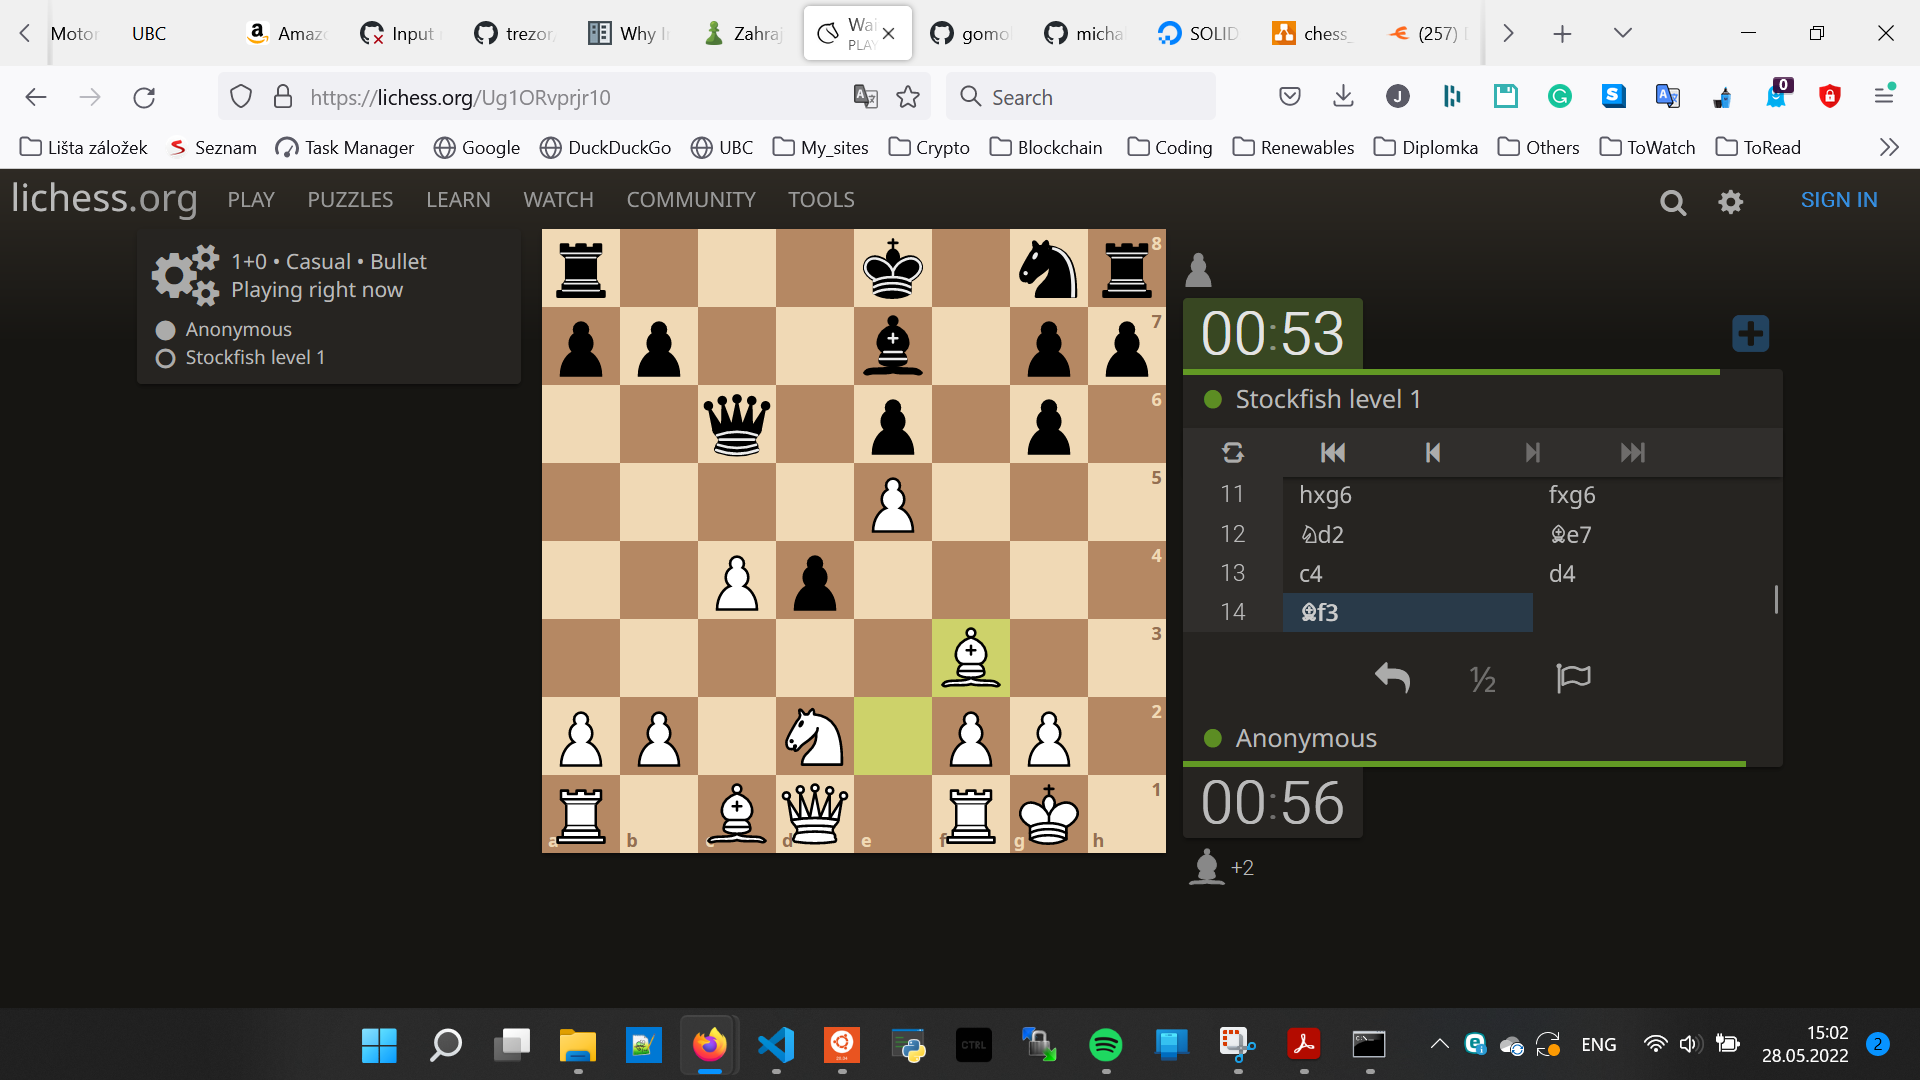 Motor
UBC
Amaz
Input
trezor
Why I
Zahraj
Wai
PLAY
gomo
micha
SOLID
chess_
(257)
https://lichess.org/Ug1ORvprjr10
Search
0
Lišta záložek
Seznam
Task Manager
Google
DuckDuckGo
UBC
My_sites
Crypto
Blockchain
Coding
Renewables
Diplomka
Others
ToWatch
ToRead
lichess.org
PLAY
PUZZLES
LEARN
WATCH
COMMUNITY
TOOLS
SIGN IN
1+0 • Casual • Bullet
Playing right now
Anonymous
Stockfish level 1
8
7
6
5
4
3
2
1
a
b
c
d
e
f
g
h
00:53
Stockfish level 1
11 hxg6 fxg6
12 ♘d2 ♗e7
13 c4 d4
14 ♗f3
½
Anonymous
00:56
+2
CTRL
ENG
15:02
28.05.2022
2